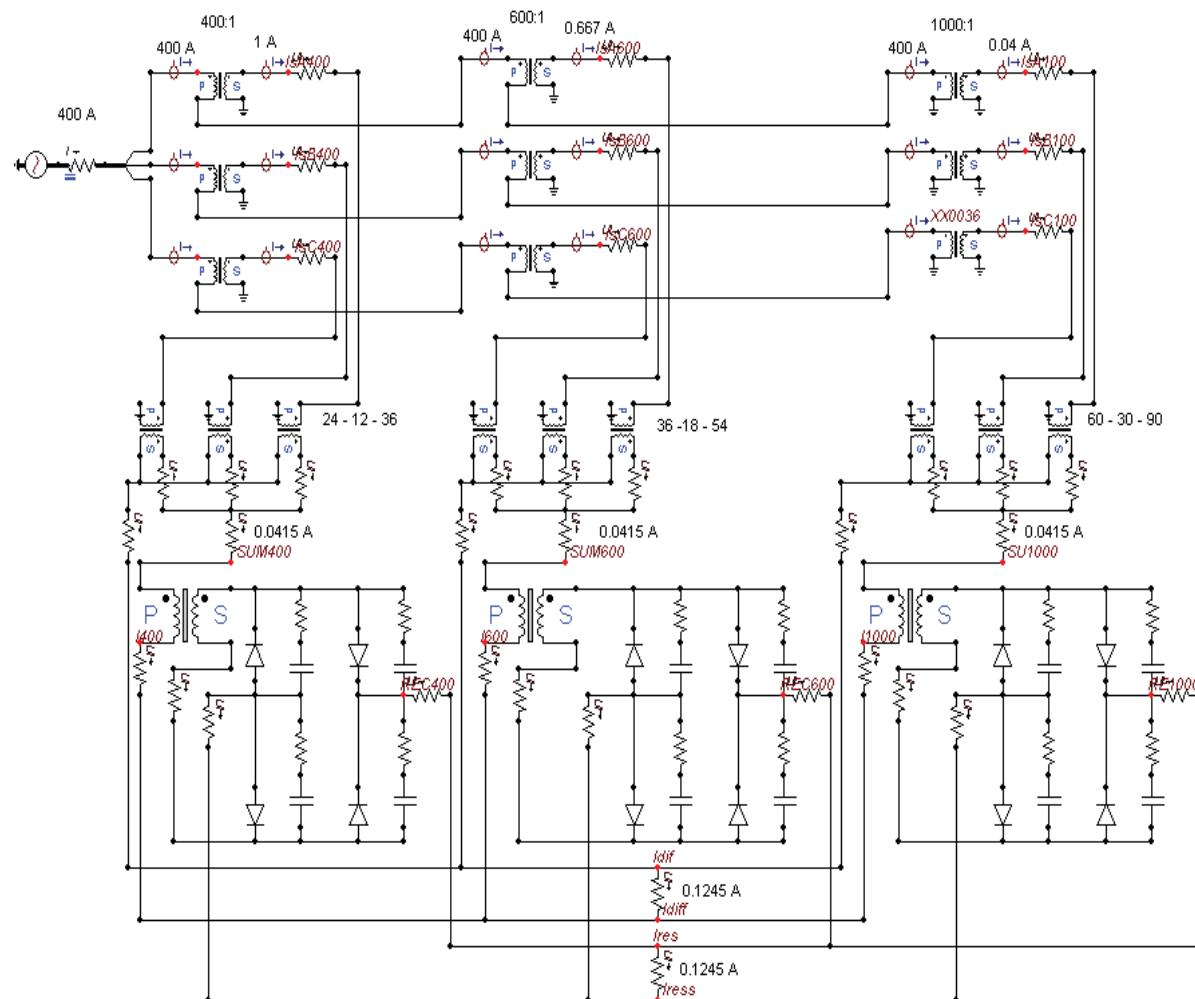 400:1
600:1
1000:1
400 A
1 A
400 A
0.667 A
400 A
0.04 A
IsA400
IsA600
IsA100
P S
P S
P S
400 A
IsB400
IsB600
IsB100
P S
P S
P S
IsC400
IsC600
XX0036
IsC100
P S
P S
P S
24 - 12 - 36
36 -18 - 54
60 - 30 - 90
0.0415 A
0.0415 A
0.0415 A
SUM400
SUM600
SU1000
P S
P S
P S
I400
I600
I1000
REC400
REC600
RE1000
Idif
0.1245 A
Idiff
Ires
0.1245 A
Iress